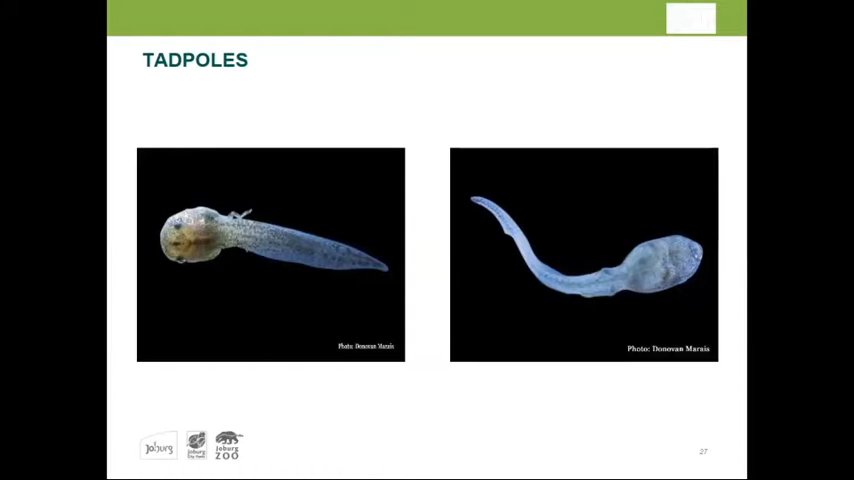 TADPOLES
Photo: Donovan Marais
Photo: Donovan Marais
Joburg
Joburg
City Parks
Joburg
ZOO
27